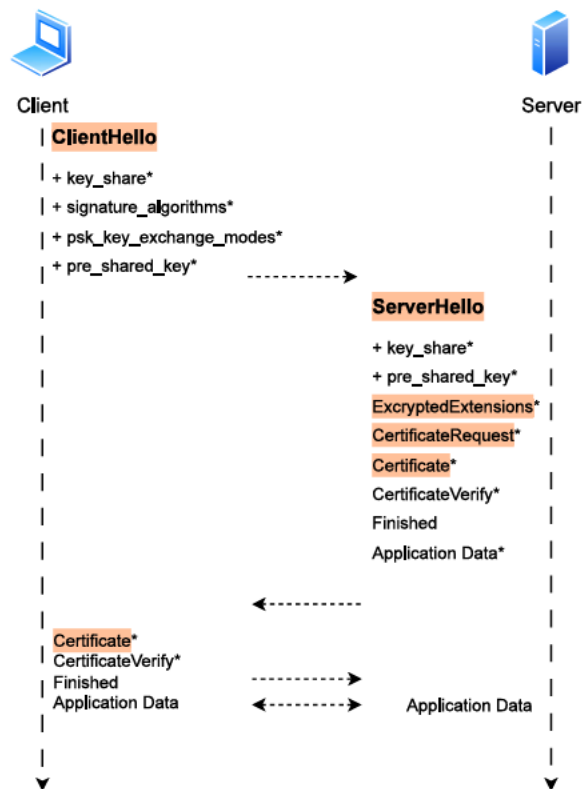 Client
Server
ClientHello
+ key_share*
+ signature_algorithms*
+ psk_key_exchange_modes*
+ pre_shared_key*
ServerHello
+ key_share*
+ pre_shared_key*
ExcryptedExtensions*
CertificateRequest*
Certificate*
CertificateVerify*
Finished
Application Data*
Certificate*
CertificateVerify*
Finished
Application Data
Application Data